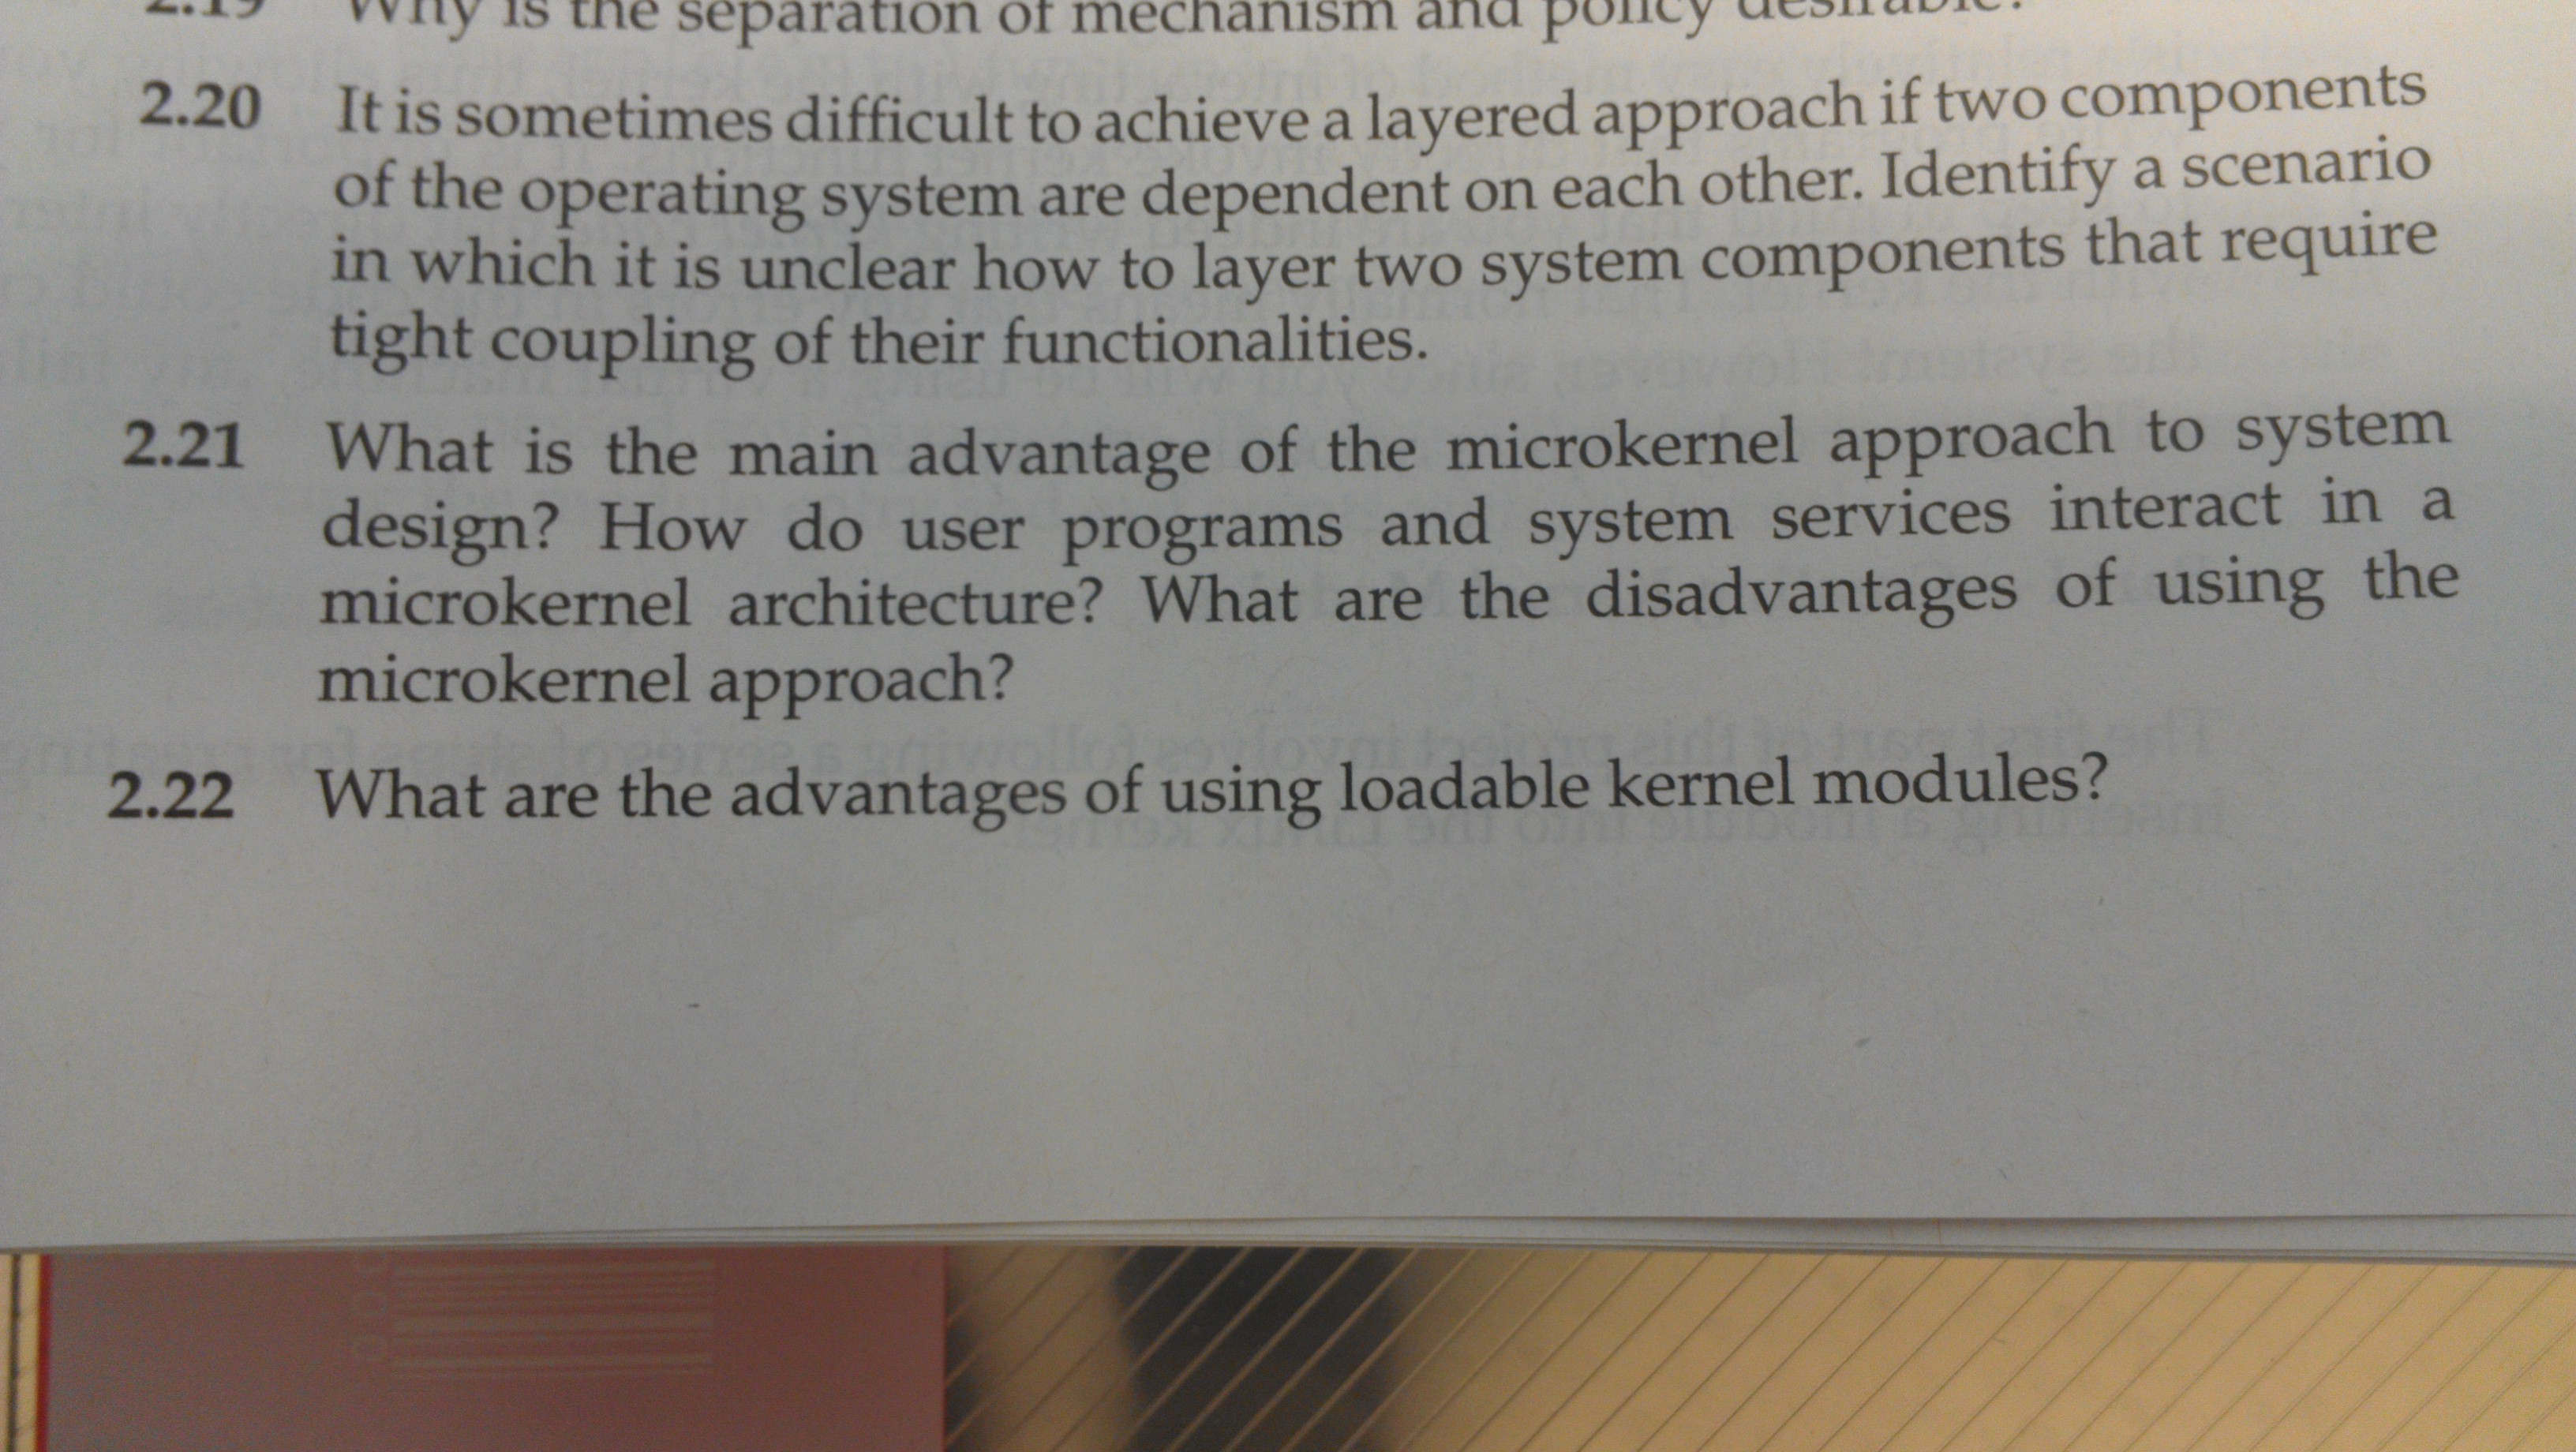 2.19 Why is the separation of mechanism and policy desirable?
2.20 It is sometimes difficult to achieve a layered approach if two components
of the operating system are dependent on each other. Identify a scenario
in which it is unclear how to layer two system components that require
tight coupling of their functionalities.
2.21 What is the main advantage of the microkernel approach to system
design? How do user programs and system services interact in a
microkernel architecture? What are the disadvantages of using the
microkernel approach?
2.22 What are the advantages of using loadable kernel modules?